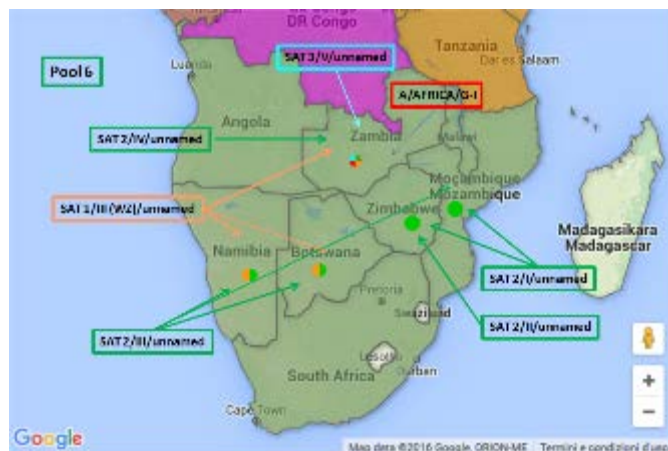 DR Congo
DR Congo
SAT 3/V/unnamed
Tanzania
Dar es Salaam
Pool 6
Luanda
A/AFRICA/G-I
Angola
SAT 2/IV/unnamed
Zambia
Malawi
Moçambique
Mozambique
SAT 1/III (WZ)/unnamed
Zimbabwe
Madagasikara
Madagascar
Namibia
Botswana
SAT 2/I/unnamed
Pretoria
Swaziland
SAT 2/II/unnamed
SAT 2/III/unnamed
Lesotho
Durban
South Africa
Cape Town
+
−
Google
Map data ©2016 Google, ORION-ME
Termini e condizioni d'uso